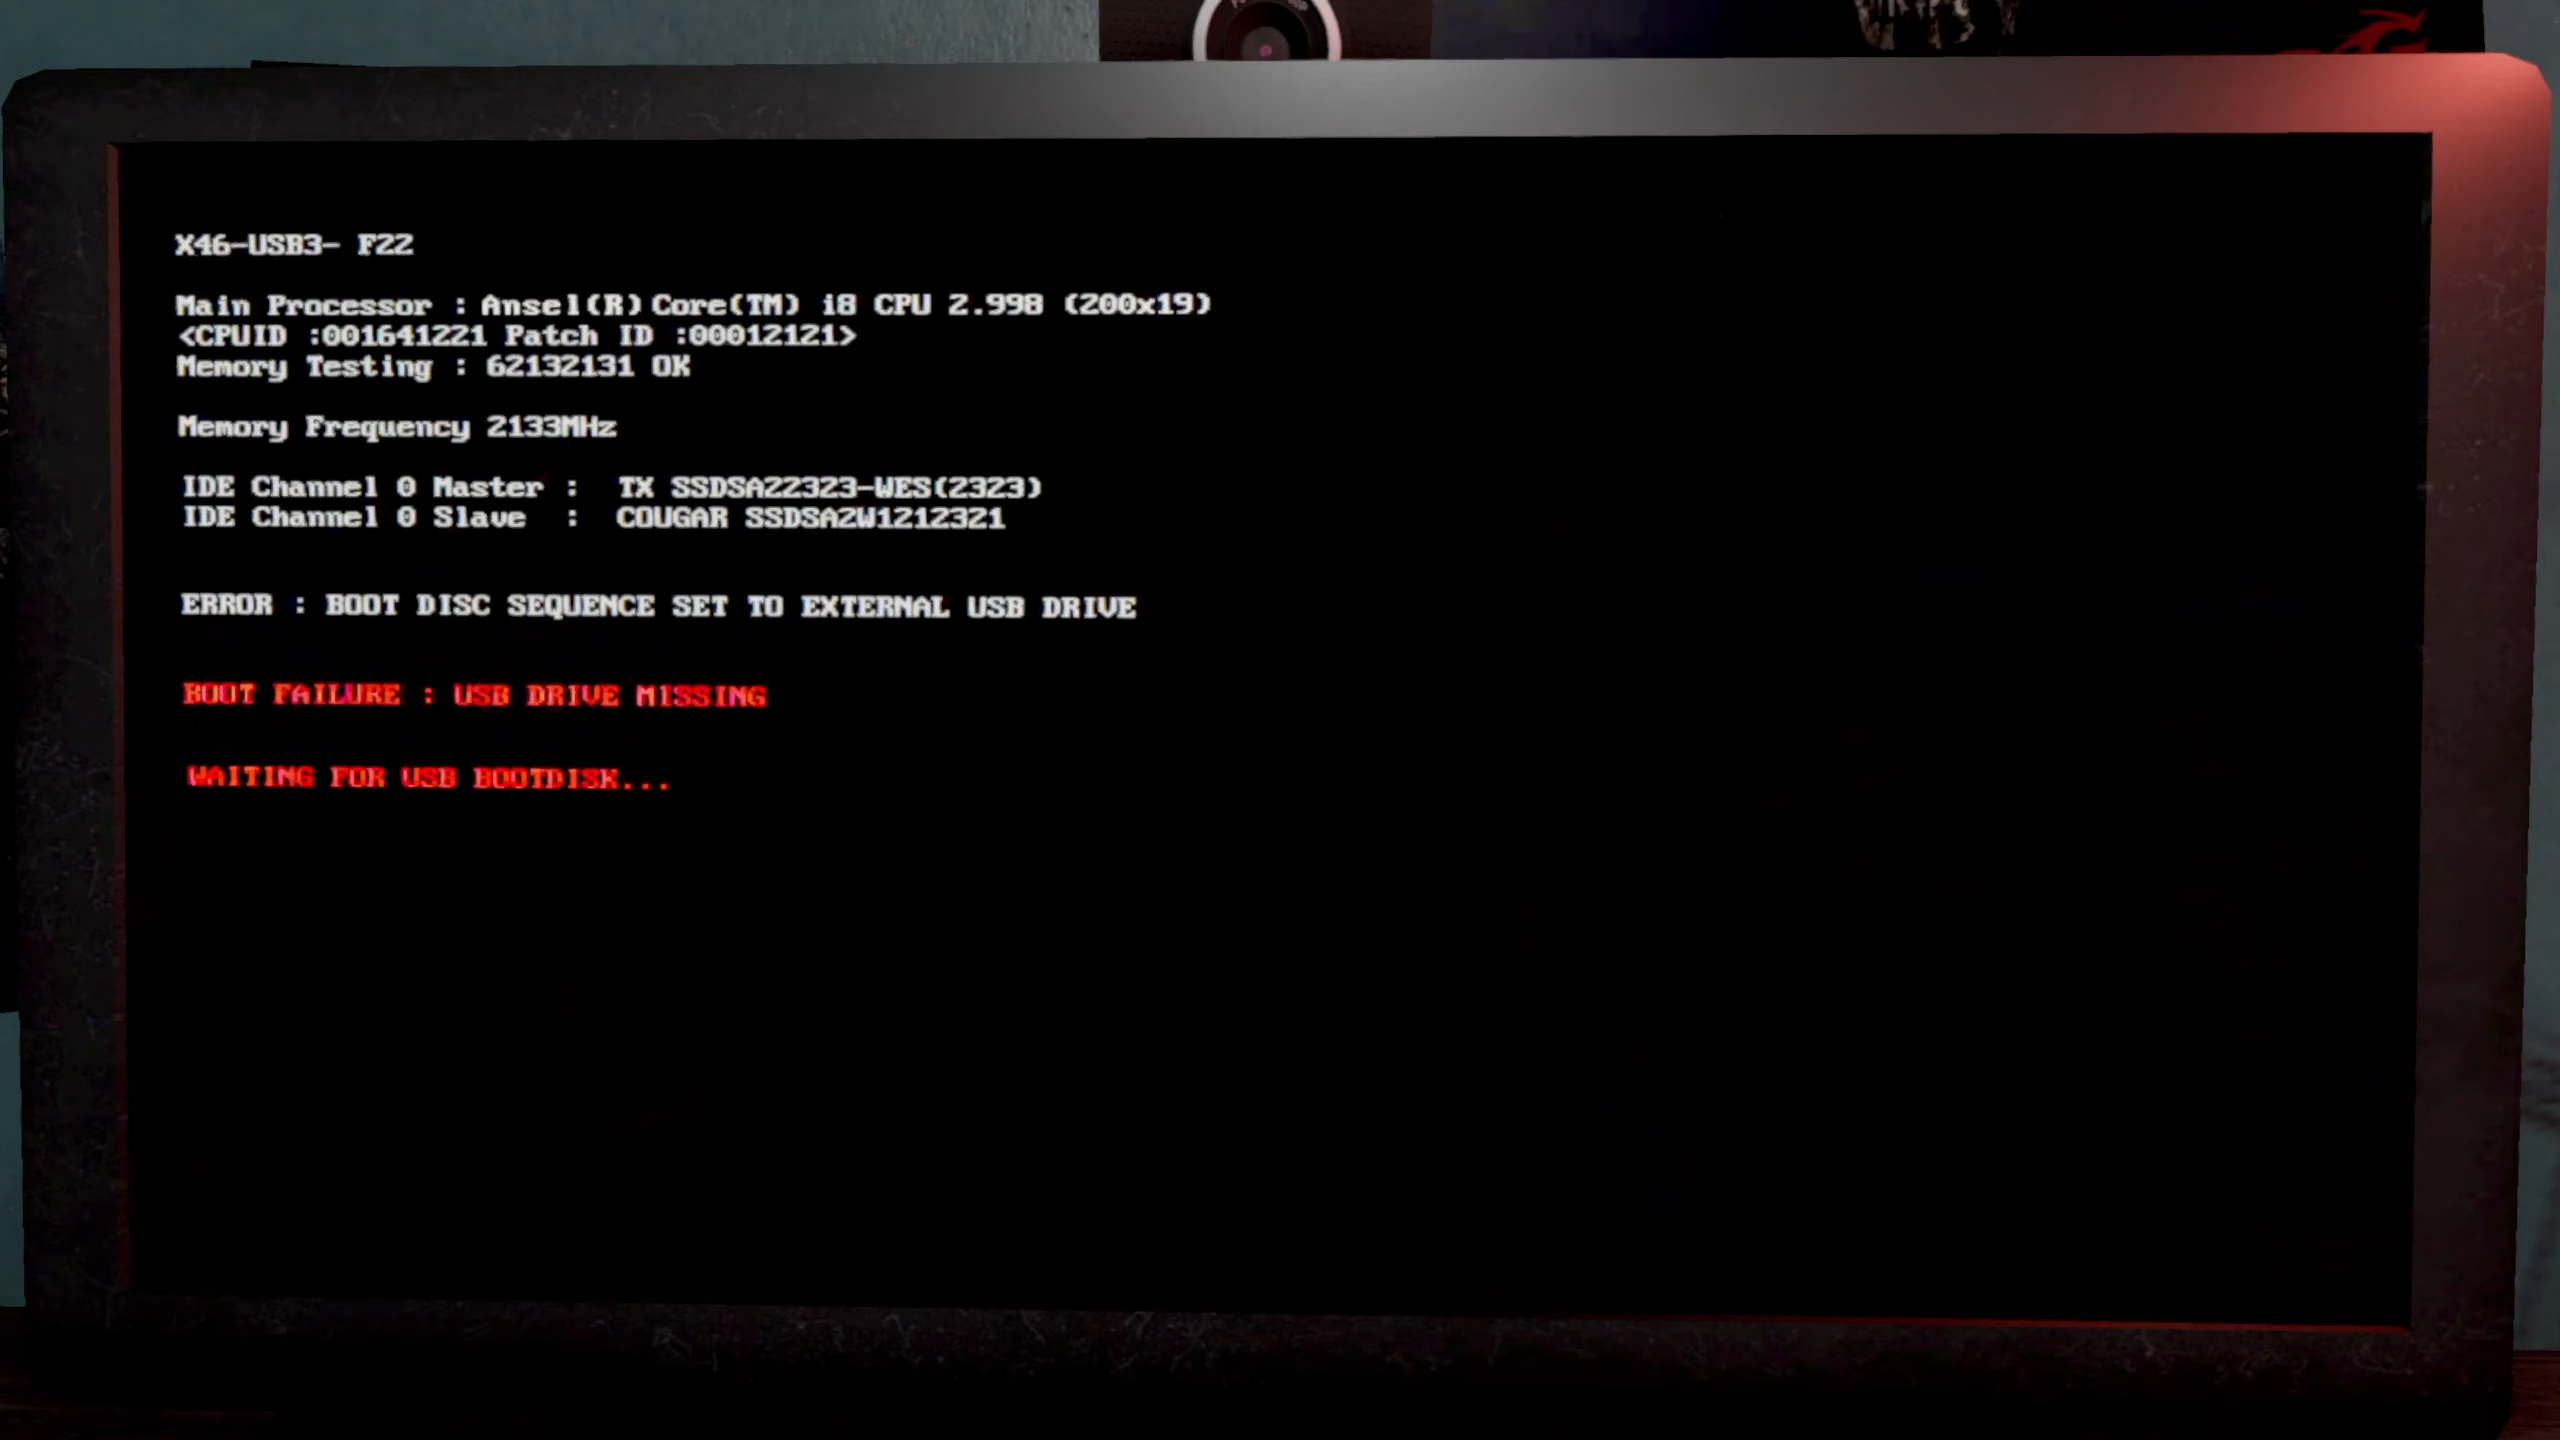 X46-USB3- F22
Main Processor : Ansel(R) Core(TM) i8 CPU 2.998 (200x19)
<CPUID :001641221 Patch ID :00012121>
Memory Testing : 62132131 OK
Memory Frequency 2133MHz
IDE Channel 0 Master : TX SSDSA22323-WES(2323)
IDE Channel 0 Slave : COUGAR SSDSA2W1212321
ERROR : BOOT DISC SEQUENCE SET TO EXTERNAL USB DRIVE
BOOT FAILURE : USB DRIVE MISSING
WAITING FOR USB BOOTDISK...